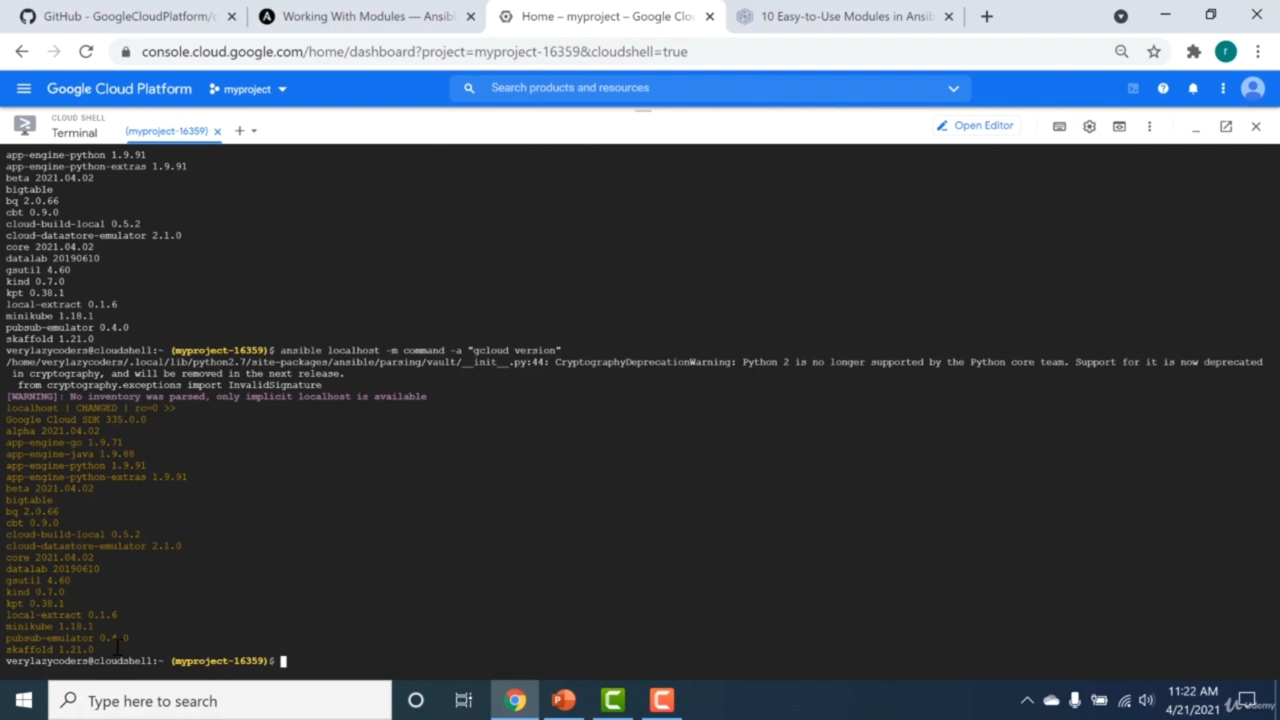 GitHub - GoogleCloudPlatform/c
Working With Modules — Ansibl
Home – myproject – Google Clou
10 Easy-to-Use Modules in Ansib
console.cloud.google.com/home/dashboard?project=myproject-16359&cloudshell=true
r
Google Cloud Platform
myproject
Search products and resources
CLOUD SHELL
Terminal
(myproject-16359)
Open Editor
app-engine-python 1.9.91
app-engine-python-extras 1.9.91
beta 2021.04.02
bigtable
bq 2.0.66
cbt 0.9.0
cloud-build-local 0.5.2
cloud-datastore-emulator 2.1.0
core 2021.04.02
datalab 20190610
gsutil 4.60
kind 0.7.0
kpt 0.38.1
local-extract 0.1.6
minikube 1.18.1
pubsub-emulator 0.4.0
skaffold 1.21.0
verylazycoders@cloudshell:~ (myproject-16359)$ ansible localhost -m command -a "gcloud version"
/home/verylazycoders/.local/lib/python2.7/site-packages/ansible/parsing/vault/__init__.py:44: CryptographyDeprecationWarning: Python 2 is no longer supported by the Python core team. Support for it is now deprecated
in cryptography, and will be removed in the next release.
from cryptography.exceptions import InvalidSignature
[WARNING]: No inventory was parsed, only implicit localhost is available
localhost | CHANGED | rc=0 >>
Google Cloud SDK 335.0.0
alpha 2021.04.02
app-engine-go 1.9.71
app-engine-java 1.9.88
app-engine-python 1.9.91
app-engine-python-extras 1.9.91
beta 2021.04.02
bigtable
bq 2.0.66
cbt 0.9.0
cloud-build-local 0.5.2
cloud-datastore-emulator 2.1.0
core 2021.04.02
datalab 20190610
gsutil 4.60
kind 0.7.0
kpt 0.38.1
local-extract 0.1.6
minikube 1.18.1
pubsub-emulator 0.4.0
skaffold 1.21.0
verylazycoders@cloudshell:~ (myproject-16359)$
Type here to search
11:22 AM
4/21/2021
Udemy